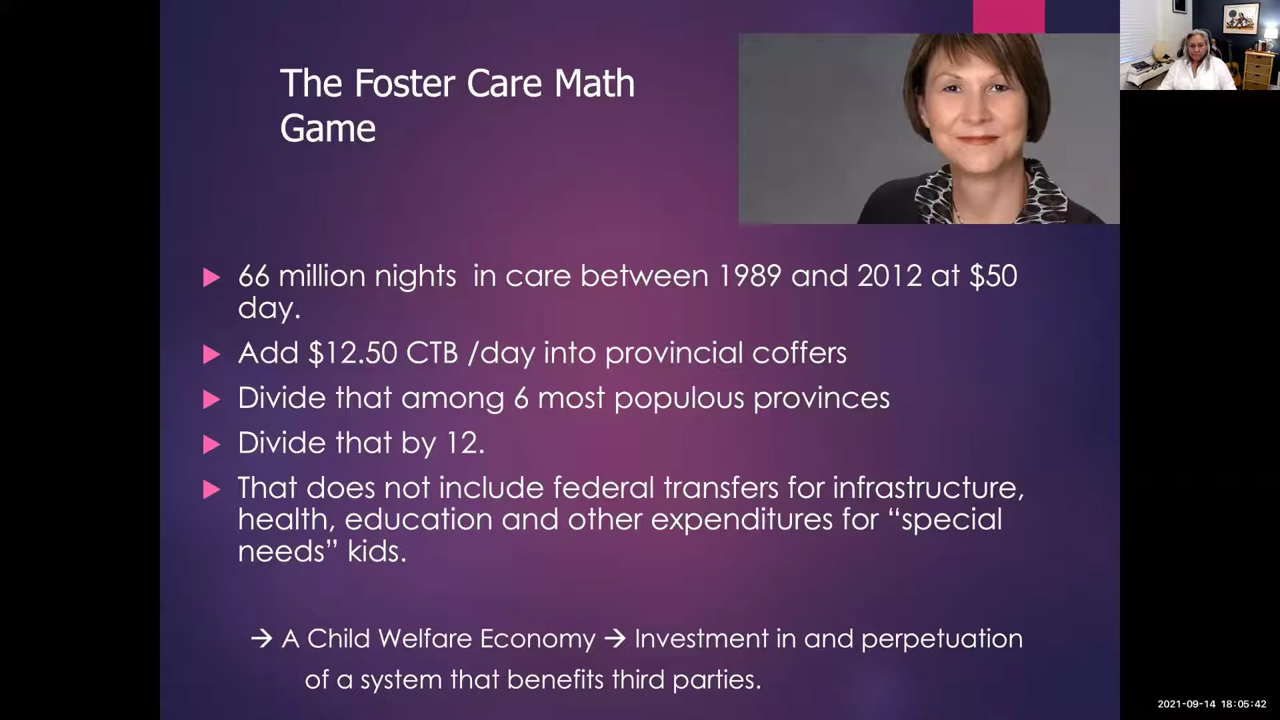 The Foster Care Math
Game
66 million nights in care between 1989 and 2012 at $50
day.
Add $12.50 CTB /day into provincial coffers
Divide that among 6 most populous provinces
Divide that by 12.
That does not include federal transfers for infrastructure,
health, education and other expenditures for “special
needs” kids.
→ A Child Welfare Economy → Investment in and perpetuation
of a system that benefits third parties.
2021-09-14 18:05:42